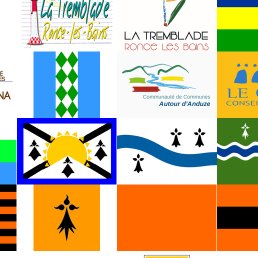 La Tremblade
Ronce-les-Bains
LA TREMBLADE
RONCE LES BAINS
NA
Communauté de Communes
Autour d'Anduze
LE
CONSE